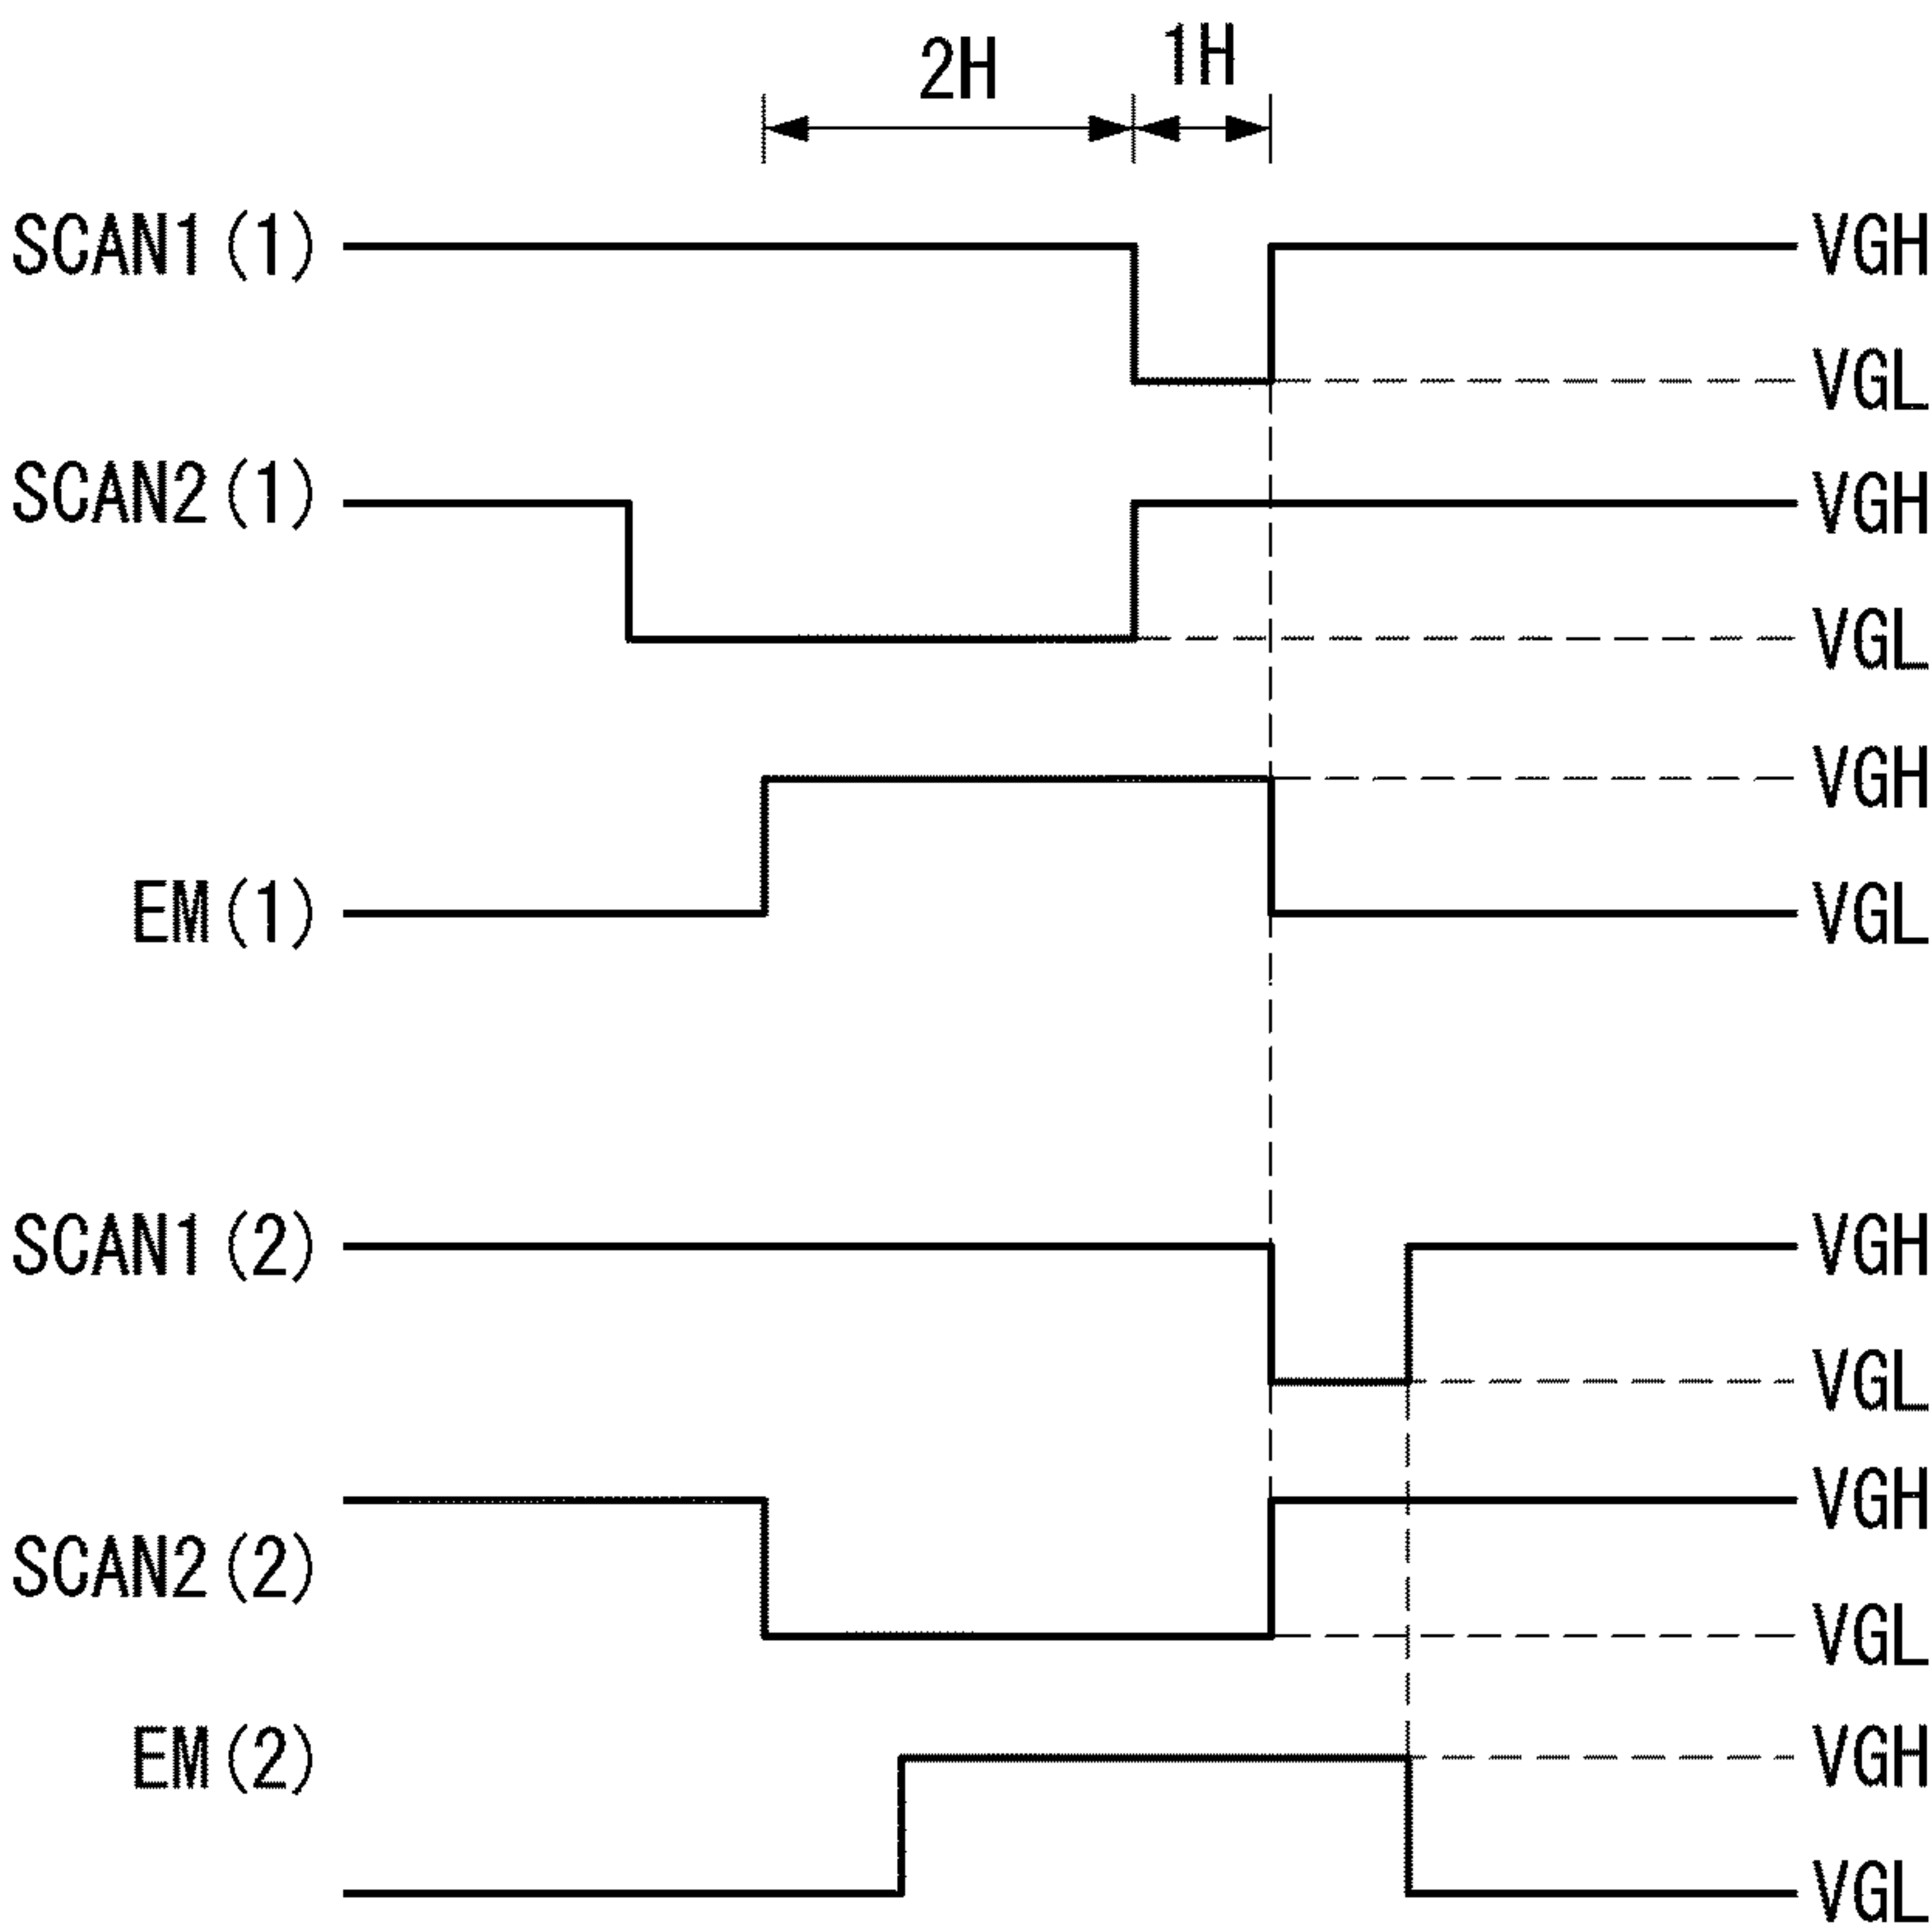 2H 1H
SCAN1(1) VGH
VGL
SCAN2(1) VGH
VGL
VGH
EM(1) VGL
SCAN1(2) VGH
VGL
VGH
SCAN2(2)
VGL
EM(2) VGH
VGL